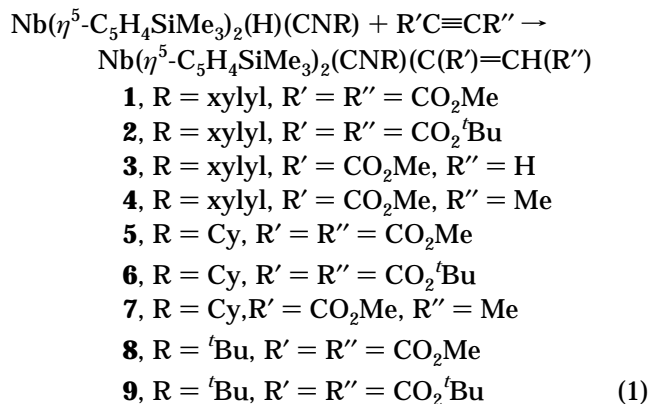 Nb(η⁵-C₅H₄SiMe₃)₂(H)(CNR) + R′C≡CR″ →
Nb(η⁵-C₅H₄SiMe₃)₂(CNR)(C(R′)=CH(R″)
1, R = xylyl, R′ = R″ = CO₂Me
2, R = xylyl, R′ = R″ = CO₂ᵗBu
3, R = xylyl, R′ = CO₂Me, R″ = H
4, R = xylyl, R′ = CO₂Me, R″ = Me
5, R = Cy, R′ = R″ = CO₂Me
6, R = Cy, R′ = R″ = CO₂ᵗBu
7, R = Cy,R′ = CO₂Me, R″ = Me
8, R = ᵗBu, R′ = R″ = CO₂Me
9, R = ᵗBu, R′ = R″ = CO₂ᵗBu (1)